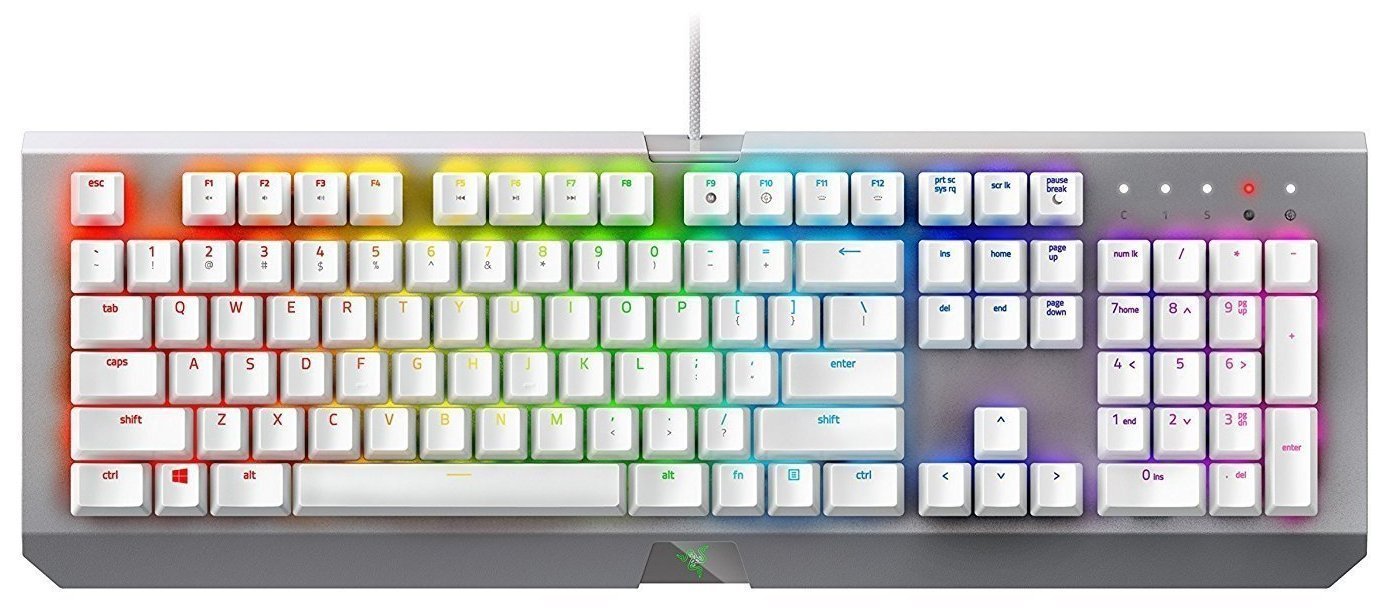 esc F1 F2 F3 F4 F5 F6 F7 F8 F9 F10 F11 F12 prt sc scr lk pause
sys rq break
M
C 1 S M
` 1 2 3 4 5 6 7 8 9 0 - = ← ins home page num lk / * -
~ ! @ # $ % ^ & * ( ) _ + up
tab Q W E R T Y U I O P [ ] \ del end page 7 home 8 ^ 9 pg +
{ } | down up
caps A S D F G H J K L ; ' enter 4 < 5 6 >
: "
shift Z X C V B N M , . / shift ^ 1 end 2 v 3 pg enter
< > ? dn
ctrl alt alt fn ctrl < v > 0 ins . del